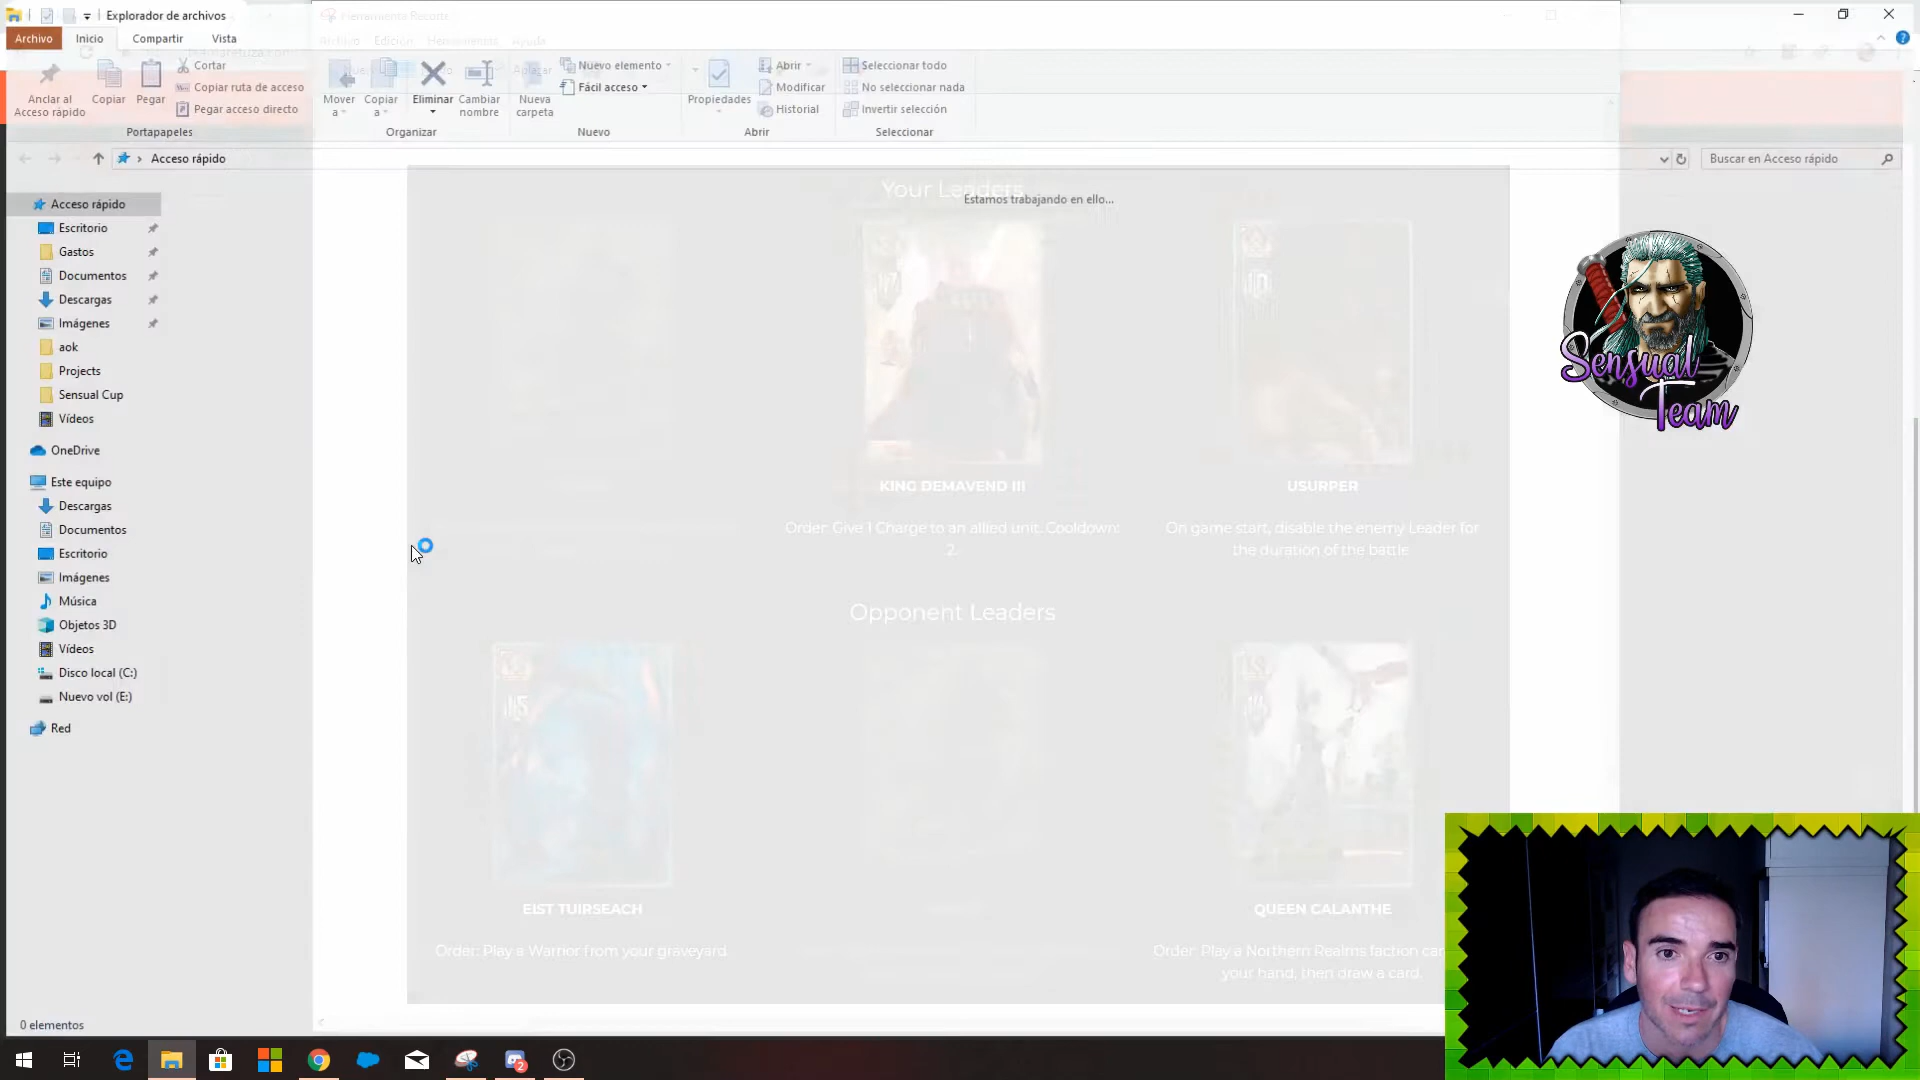 Explorador de archivos
Herramienta Recorte
Archivo Inicio Compartir Vista
Archivo Edición Herramientas Ayuda
Anclar al Acceso rápido
Copiar
Pegar
Cortar
Copiar ruta de acceso
Pegar acceso directo
Portapapeles
Mover a
Copiar a
Eliminar
Cambiar nombre
Organizar
Nueva carpeta
Nuevo elemento
Fácil acceso
Nuevo
Propiedades
Abrir
Modificar
Historial
Abrir
Seleccionar todo
No seleccionar nada
Invertir selección
Seleccionar
Acceso rápido
Buscar en Acceso rápido
Acceso rápido
Escritorio
Gastos
Documentos
Descargas
Imágenes
aok
Projects
Sensual Cup
Vídeos
OneDrive
Este equipo
Descargas
Documentos
Escritorio
Imágenes
Música
Objetos 3D
Vídeos
Disco local (C:)
Nuevo vol (E:)
Red
0 elementos
Your Leaders
Estamos trabajando en ello...
KING DEMAVEND III
Order: Give 1 Charge to an allied unit. Cooldown:
2.
USURPER
On game start, disable the enemy Leader for
the duration of the battle
Opponent Leaders
EIST TUIRSEACH
Order: Play a Warrior from your graveyard.
QUEEN CALANTHE
Order: Play a Northern Realms faction car
your hand, then draw a card.
Sensual
Team
2